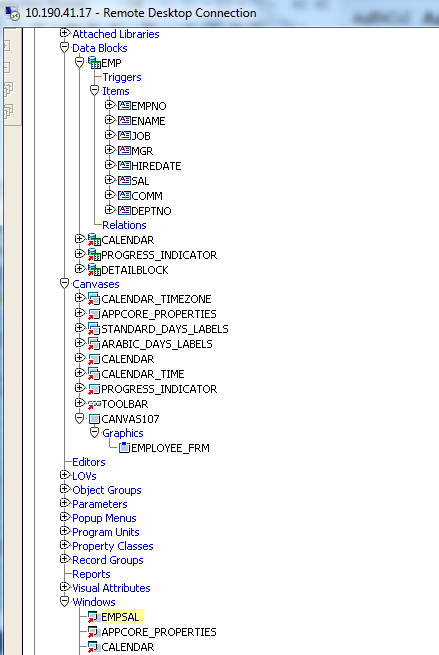 10.190.41.17 - Remote Desktop Connection
Attached Libraries
Data Blocks
EMP
Triggers
Items
EMPNO
ENAME
JOB
MGR
HIREDATE
SAL
COMM
DEPTNO
Relations
CALENDAR
PROGRESS_INDICATOR
DETAILBLOCK
Canvases
CALENDAR_TIMEZONE
APPCORE_PROPERTIES
STANDARD_DAYS_LABELS
ARABIC_DAYS_LABELS
CALENDAR
CALENDAR_TIME
PROGRESS_INDICATOR
TOOLBAR
CANVAS107
Graphics
EMPLOYEE_FRM
Editors
LOVs
Object Groups
Parameters
Popup Menus
Program Units
Property Classes
Record Groups
Reports
Visual Attributes
Windows
EMPSAL
APPCORE_PROPERTIES
CALENDAR